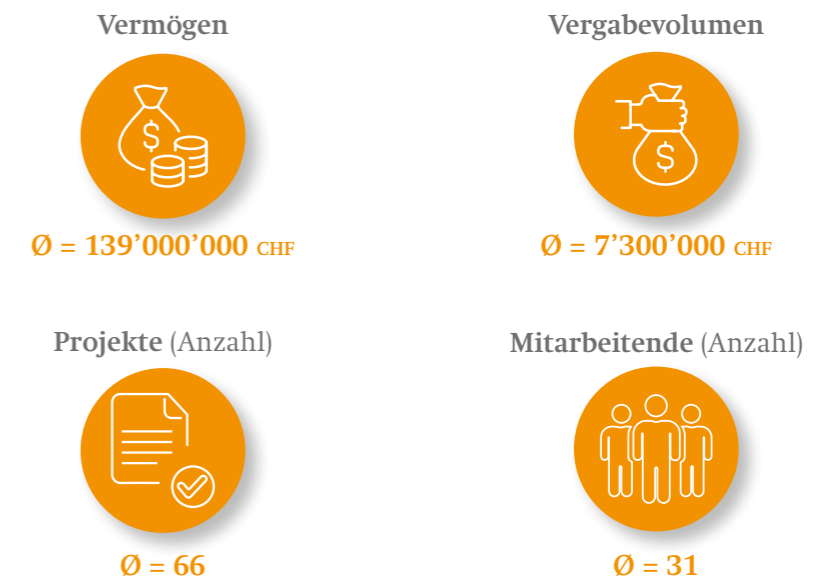 Vermögen
$
Ø = 139’000’000 CHF
Vergabevolumen
$
Ø = 7’300’000 CHF
Projekte (Anzahl)
Ø = 66
Mitarbeitende (Anzahl)
Ø = 31